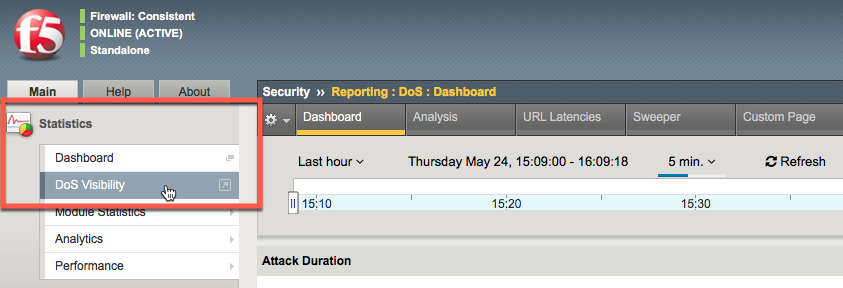 f5
Firewall: Consistent
ONLINE (ACTIVE)
Standalone
Main Help About
Security ›› Reporting : DoS : Dashboard
Statistics
Dashboard Analysis URL Latencies Sweeper Custom Page
Dashboard
DoS Visibility
Module Statistics
Analytics
Performance
Last hour Thursday May 24, 15:09:00 - 16:09:18 5 min. Refresh
15:10 15:20 15:30
Attack Duration